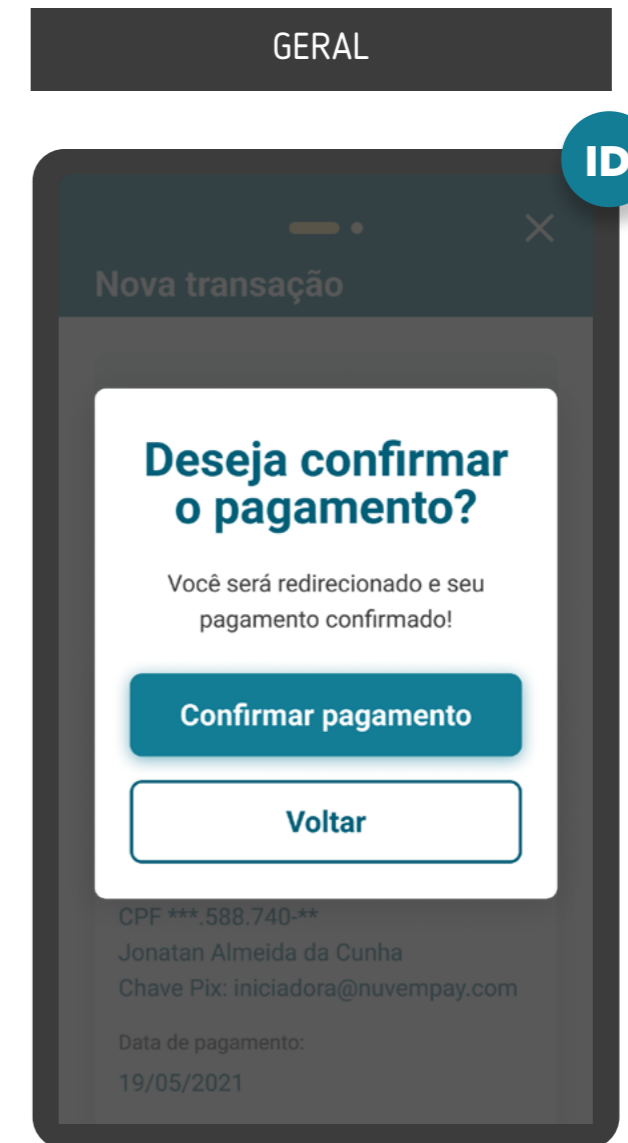 GERAL
ID
Nova transação
Deseja confirmar
o pagamento?
Você será redirecionado e seu
pagamento confirmado!
Confirmar pagamento
Voltar
CPF ***.588.740-**
Jonatan Almeida da Cunha
Chave Pix: iniciadora@nuvempay.com
Data de pagamento:
19/05/2021